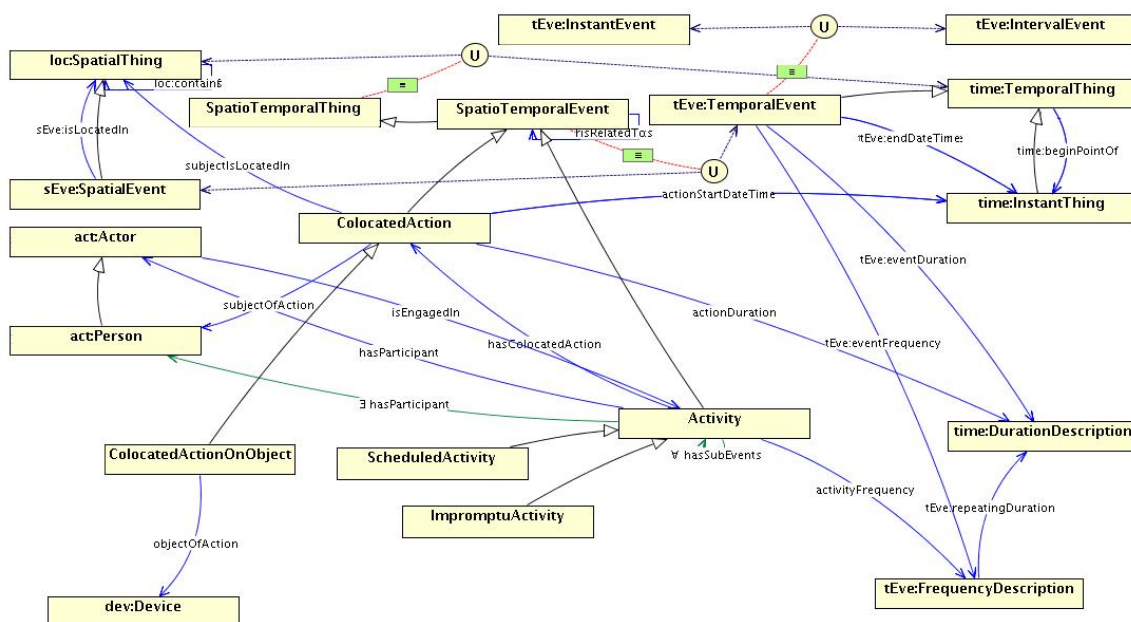 tEve:InstantEvent
U
tEve:IntervalEvent
loc:SpatialThing
U
loc:contains
≡
≡
time:TemporalThing
SpatioTemporalThing
SpatioTemporalEvent
tEve:TemporalEvent
sEve:isLocatedIn
subjectIsLocatedIn
≡
tEve:endDateTime
time:beginPointOf
sEve:SpatialEvent
U
actionStartDateTime
time:InstantThing
act:Actor
ColocatedAction
tEve:eventDuration
subjectOfAction
isEngagedIn
actionDuration
act:Person
hasParticipant
hasColocatedAction
tEve:eventFrequency
∃ hasParticipant
Activity
time:DurationDescription
ColocatedActionOnObject
ScheduledActivity
∀ hasSubEvents
activityFrequency
tEve:repeatingDuration
ImpromptuActivity
objectOfAction
tEve:FrequencyDescription
dev:Device